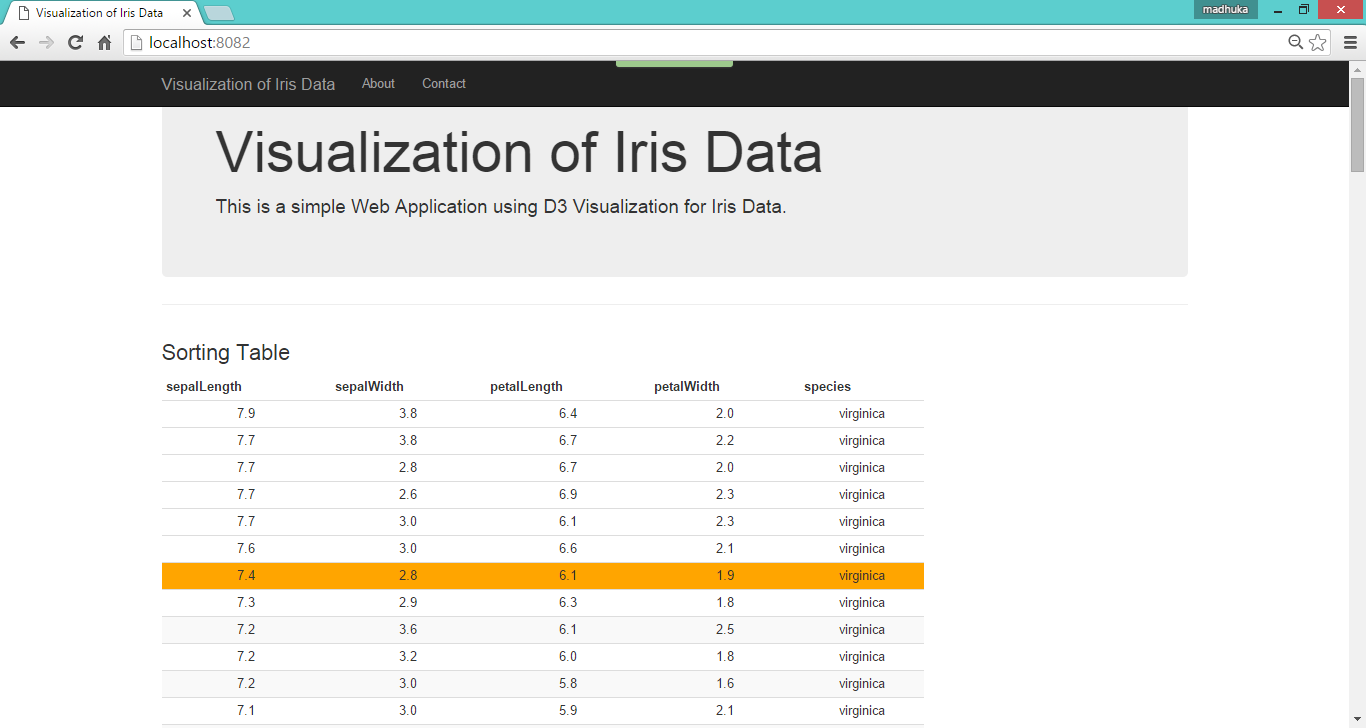 Visualization of Iris Data
madhuka
localhost:8082
Visualization of Iris Data About Contact
Visualization of Iris Data
This is a simple Web Application using D3 Visualization for Iris Data.
Sorting Table
sepalLength sepalWidth petalLength petalWidth species
7.9 3.8 6.4 2.0 virginica
7.7 3.8 6.7 2.2 virginica
7.7 2.8 6.7 2.0 virginica
7.7 2.6 6.9 2.3 virginica
7.7 3.0 6.1 2.3 virginica
7.6 3.0 6.6 2.1 virginica
7.4 2.8 6.1 1.9 virginica
7.3 2.9 6.3 1.8 virginica
7.2 3.6 6.1 2.5 virginica
7.2 3.2 6.0 1.8 virginica
7.2 3.0 5.8 1.6 virginica
7.1 3.0 5.9 2.1 virginica